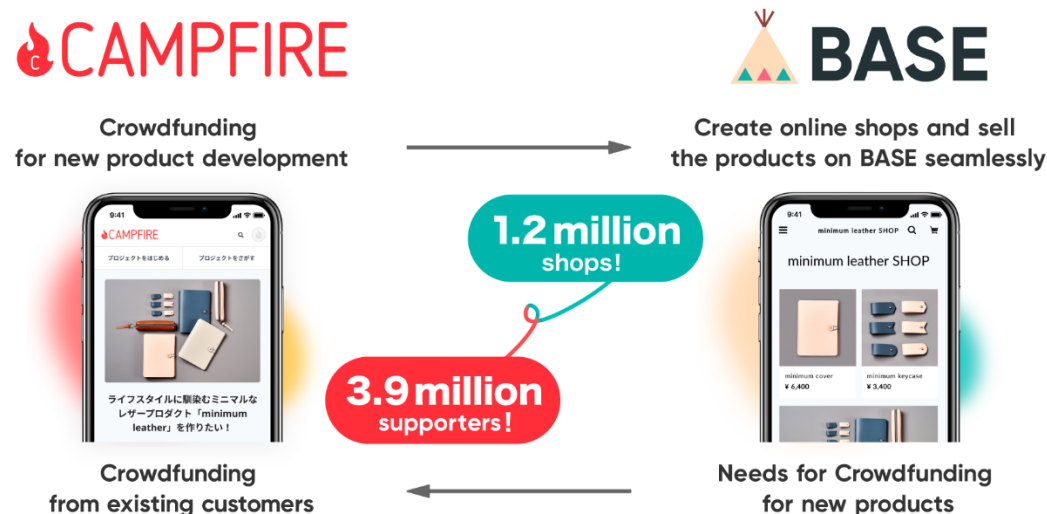 CAMPFIRE
BASE
Crowdfunding
for new product development
Create online shops and sell
the products on BASE seamlessly
9:41
CAMPFIRE
プロジェクトをはじめる
プロジェクトをさがす
ライフスタイルに馴染むミニマルな
レザープロダクト「minimum
leather」を作りたい！
1.2 million
shops!
3.9 million
supporters!
9:41
minimum leather SHOP
minimum leather SHOP
minimum cover
¥ 6,400
minimum keycase
¥ 3,400
Crowdfunding
from existing customers
Needs for Crowdfunding
for new products